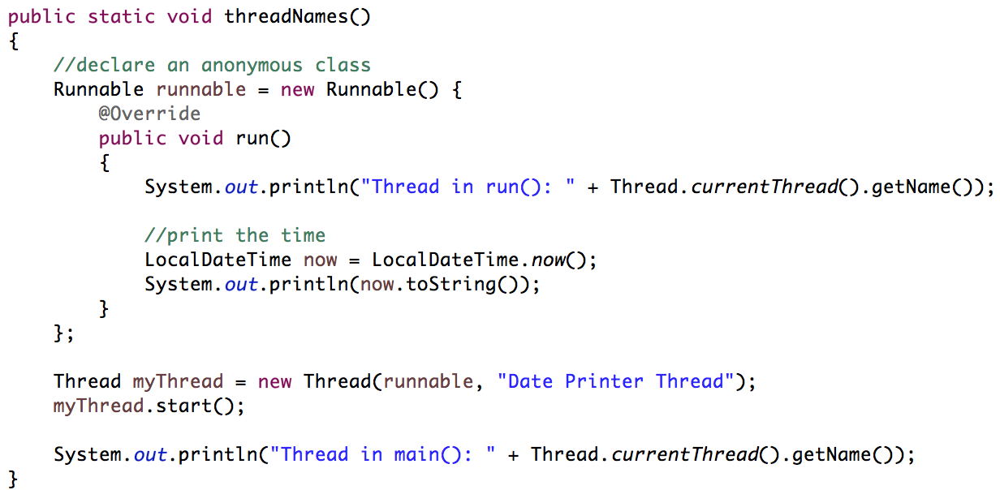 public static void threadNames()
{
    //declare an anonymous class
    Runnable runnable = new Runnable() {
        @Override
        public void run()
        {
            System.out.println("Thread in run(): " + Thread.currentThread().getName());

            //print the time
            LocalDateTime now = LocalDateTime.now();
            System.out.println(now.toString());
        }
    };

    Thread myThread = new Thread(runnable, "Date Printer Thread");
    myThread.start();

    System.out.println("Thread in main(): " + Thread.currentThread().getName());
}